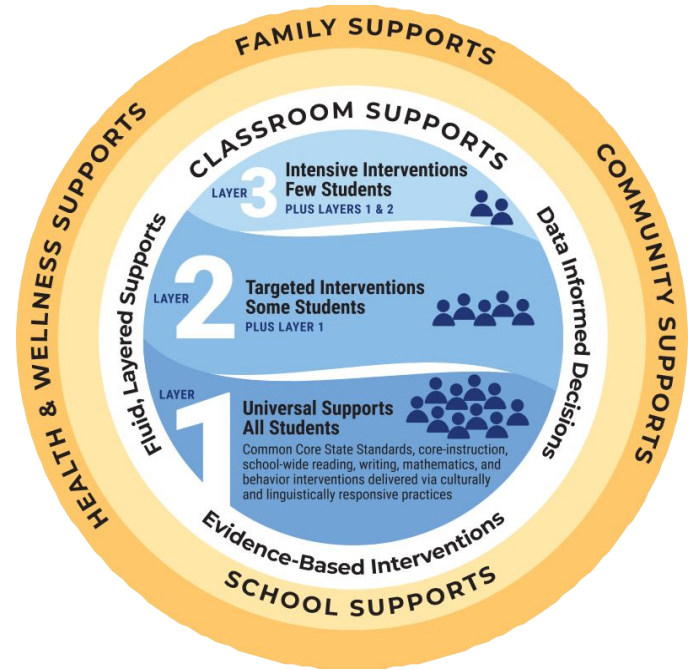 FAMILY SUPPORTS
HEALTH & WELLNESS SUPPORTS
COMMUNITY SUPPORTS
CLASSROOM SUPPORTS
Fluid, Layered Supports
Data Informed Decisions
LAYER 3
Intensive Interventions
Few Students
PLUS LAYERS 1 & 2
LAYER 2
Targeted Interventions
Some Students
PLUS LAYER 1
LAYER 1
Universal Supports
All Students
Common Core State Standards, core-instruction,
school-wide reading, writing, mathematics, and
behavior interventions delivered via culturally
and linguistically responsive practices
Evidence-Based Interventions
SCHOOL SUPPORTS